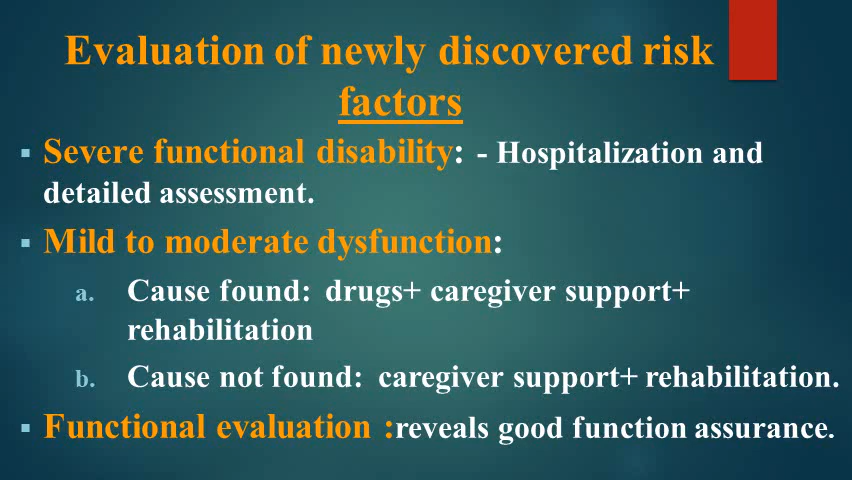 Evaluation of newly discovered risk
factors
▪ Severe functional disability: - Hospitalization and
detailed assessment.
▪ Mild to moderate dysfunction:
a. Cause found: drugs+ caregiver support+
rehabilitation
b. Cause not found: caregiver support+ rehabilitation.
▪ Functional evaluation :reveals good function assurance.